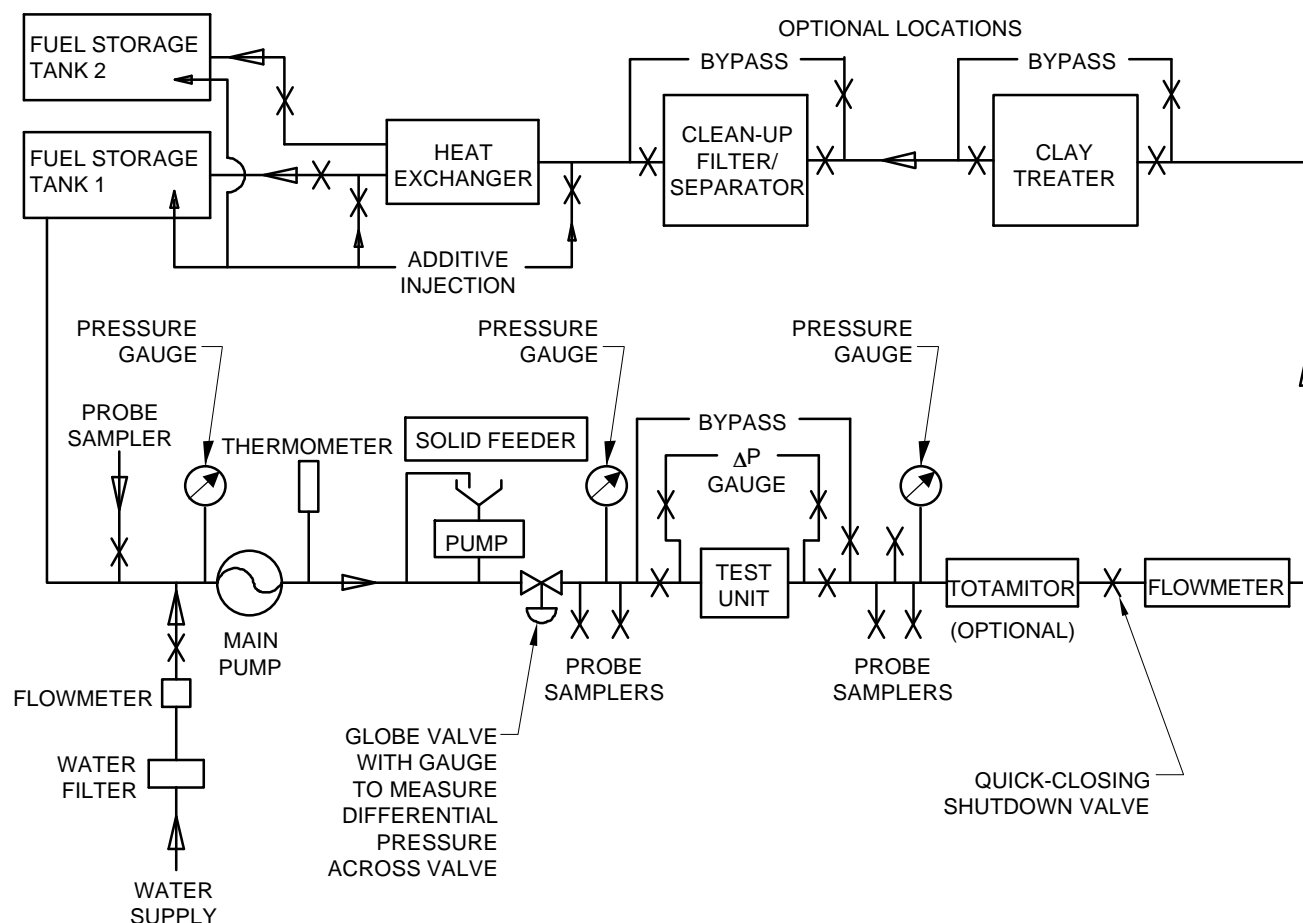 OPTIONAL LOCATIONS
FUEL STORAGE
TANK 2
BYPASS
BYPASS
FUEL STORAGE
TANK 1
HEAT
EXCHANGER
CLEAN-UP
FILTER/
SEPARATOR
CLAY
TREATER
ADDITIVE
INJECTION
PRESSURE
GAUGE
PRESSURE
GAUGE
PRESSURE
GAUGE
PROBE
SAMPLER
THERMOMETER
SOLID FEEDER
BYPASS
ΔP
GAUGE
PUMP
TEST
UNIT
TOTAMITOR
(OPTIONAL)
FLOWMETER
MAIN
PUMP
PROBE
SAMPLERS
PROBE
SAMPLERS
FLOWMETER
GLOBE VALVE
WITH GAUGE
TO MEASURE
DIFFERENTIAL
PRESSURE
ACROSS VALVE
WATER
FILTER
QUICK-CLOSING
SHUTDOWN VALVE
WATER
SUPPLY